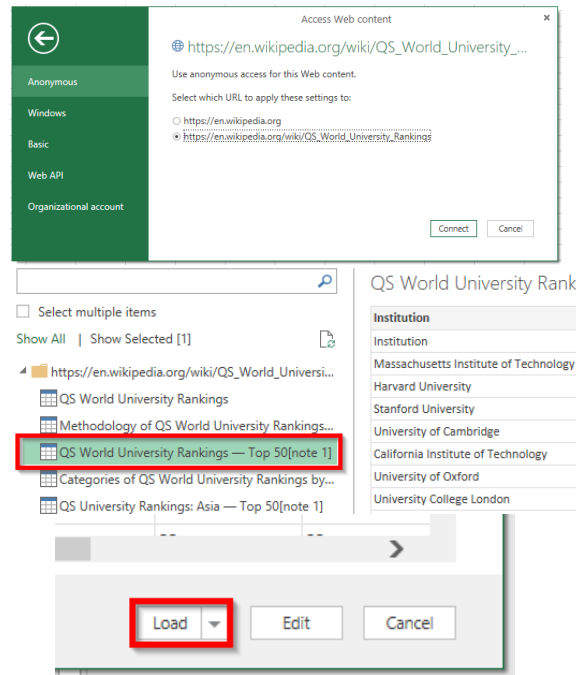 Access Web content
https://en.wikipedia.org/wiki/QS_World_University_...
Use anonymous access for this Web content.
Select which URL to apply these settings to:
https://en.wikipedia.org
https://en.wikipedia.org/wiki/QS_World_University_Rankings
Anonymous
Windows
Basic
Web API
Organizational account
Connect Cancel
Select multiple items
Show All | Show Selected [1]
https://en.wikipedia.org/wiki/QS_World_Universi...
QS World University Rankings
Methodology of QS World University Rankings...
QS World University Rankings — Top 50[note 1]
Categories of QS World University Rankings by...
QS University Rankings: Asia — Top 50[note 1]
QS World University Rank
Institution
Institution
Massachusetts Institute of Technology
Harvard University
Stanford University
University of Cambridge
California Institute of Technology
University of Oxford
University College London
Load Edit Cancel